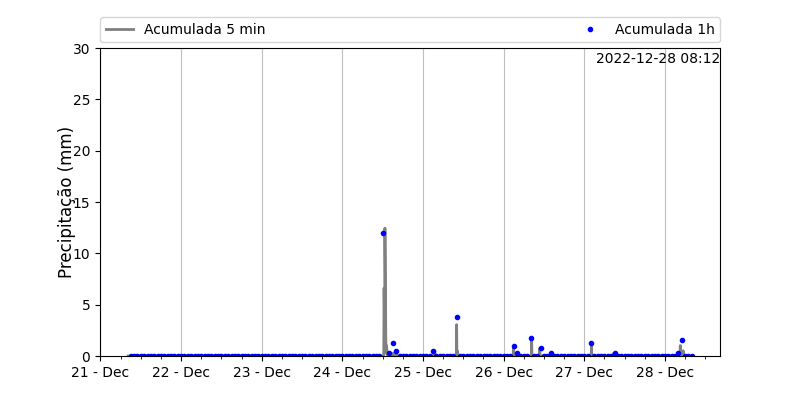 Acumulada 5 min
Acumulada 1h
2022-12-28 08:12
Precipitação (mm)
30
25
20
15
10
5
0
21 - Dec
22 - Dec
23 - Dec
24 - Dec
25 - Dec
26 - Dec
27 - Dec
28 - Dec